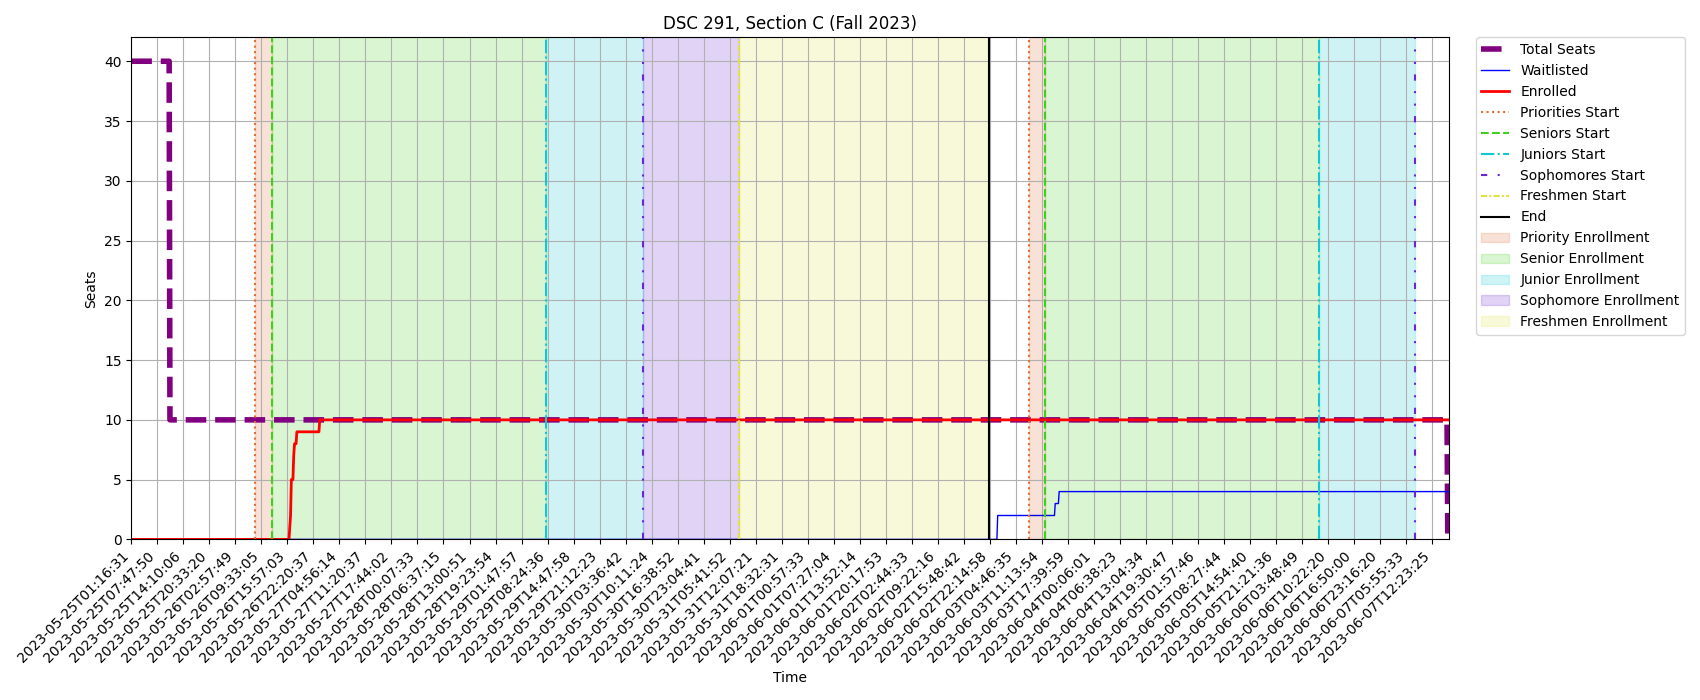 DSC 291, Section C (Fall 2023)
Seats
40
35
30
25
20
15
10
5
0
2023-05-25T01:16:31
2023-05-25T07:47:50
2023-05-25T14:10:06
2023-05-25T20:33:20
2023-05-26T02:57:49
2023-05-26T09:33:05
2023-05-26T15:57:03
2023-05-26T22:20:37
2023-05-27T04:56:14
2023-05-27T11:20:37
2023-05-27T17:44:02
2023-05-28T00:07:33
2023-05-28T06:37:15
2023-05-28T13:00:51
2023-05-28T19:23:54
2023-05-29T01:47:57
2023-05-29T08:24:36
2023-05-29T14:47:58
2023-05-29T21:12:23
2023-05-30T03:36:42
2023-05-30T10:11:24
2023-05-30T16:38:52
2023-05-30T23:04:41
2023-05-31T05:41:52
2023-05-31T12:07:21
2023-05-31T18:32:31
2023-06-01T00:57:33
2023-06-01T07:27:04
2023-06-01T13:52:14
2023-06-01T20:17:53
2023-06-02T02:44:33
2023-06-02T09:22:16
2023-06-02T15:48:42
2023-06-02T22:14:58
2023-06-03T04:46:35
2023-06-03T11:13:54
2023-06-03T17:39:59
2023-06-04T00:06:01
2023-06-04T06:38:23
2023-06-04T13:04:34
2023-06-04T19:30:47
2023-06-05T01:57:46
2023-06-05T08:27:44
2023-06-05T14:54:40
2023-06-05T21:21:36
2023-06-06T03:48:49
2023-06-06T10:22:20
2023-06-06T16:50:00
2023-06-06T23:16:20
2023-06-07T05:55:33
2023-06-07T12:23:25
Time
Total Seats
Waitlisted
Enrolled
Priorities Start
Seniors Start
Juniors Start
Sophomores Start
Freshmen Start
End
Priority Enrollment
Senior Enrollment
Junior Enrollment
Sophomore Enrollment
Freshmen Enrollment